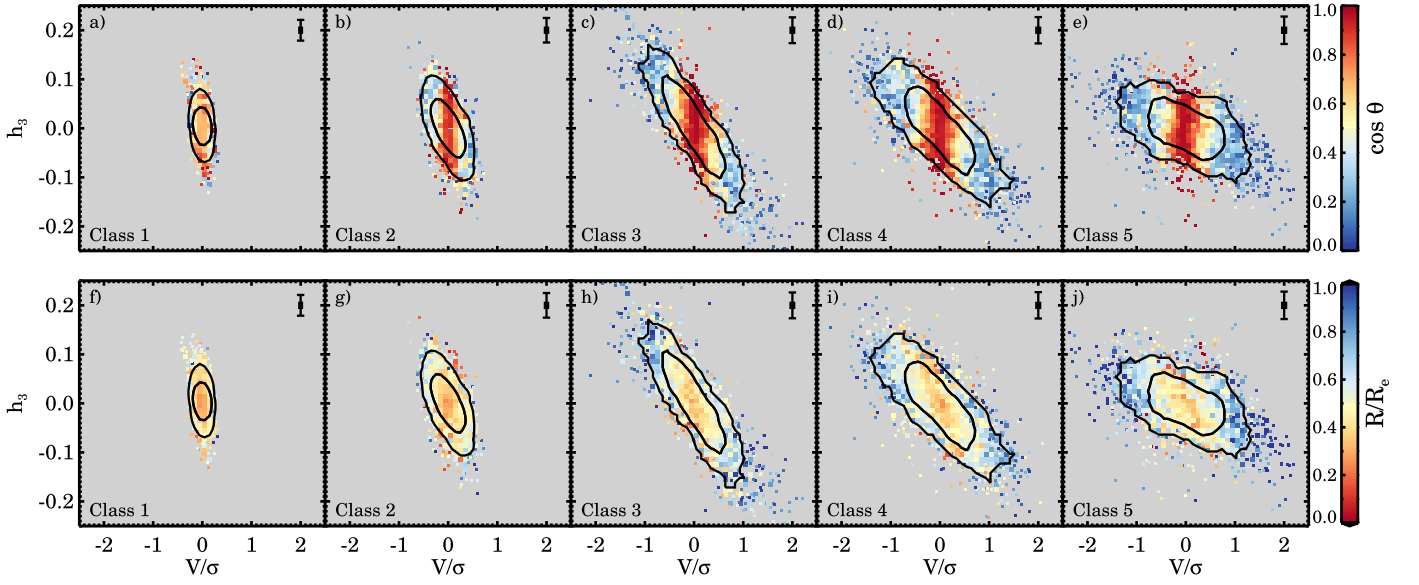 a) b) c) d) e)
0.2
0.1
0.0
-0.1
-0.2
h₃
Class 1 Class 2 Class 3 Class 4 Class 5
1.0
0.8
0.6
0.4
0.2
0.0
cos θ
f) g) h) i) j)
0.2
0.1
0.0
-0.1
-0.2
h₃
Class 1 Class 2 Class 3 Class 4 Class 5
1.0
0.8
0.6
0.4
0.2
0.0
R/Rₑ
-2 -1 0 1 2 -2 -1 0 1 2 -2 -1 0 1 2 -2 -1 0 1 2 -2 -1 0 1 2
V/σ V/σ V/σ V/σ V/σ